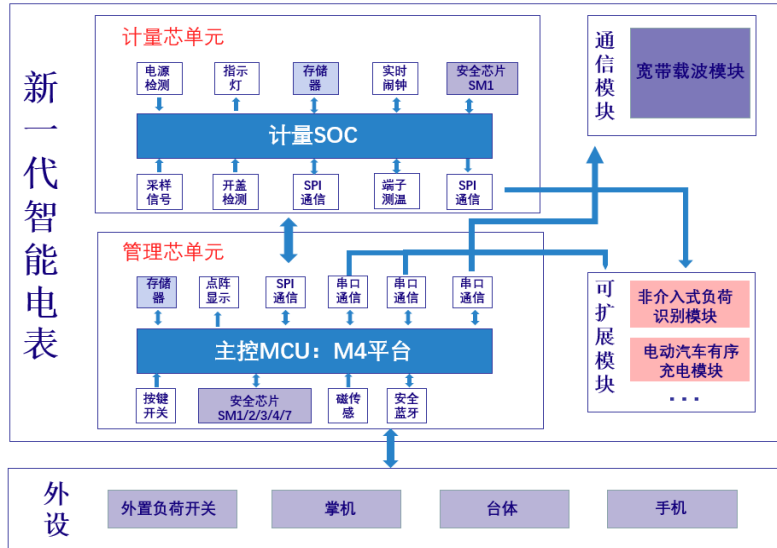 新一代智能电表
计量芯单元
电源
检测
指示
灯
存储
器
实时
闹钟
安全芯片
SM1
计量SOC
采样
信号
开盖
检测
SPI
通信
端子
测温
SPI
通信
管理芯单元
存储
器
点阵
显示
SPI
通信
串口
通信
串口
通信
串口
通信
主控MCU：M4平台
按键
开关
安全芯片
SM1/2/3/4/7
磁传
感
安全
蓝牙
通信模块
宽带载波模块
可扩展模块
非介入式负荷
识别模块
电动汽车有序
充电模块
...
外设
外置负荷开关
掌机
台体
手机